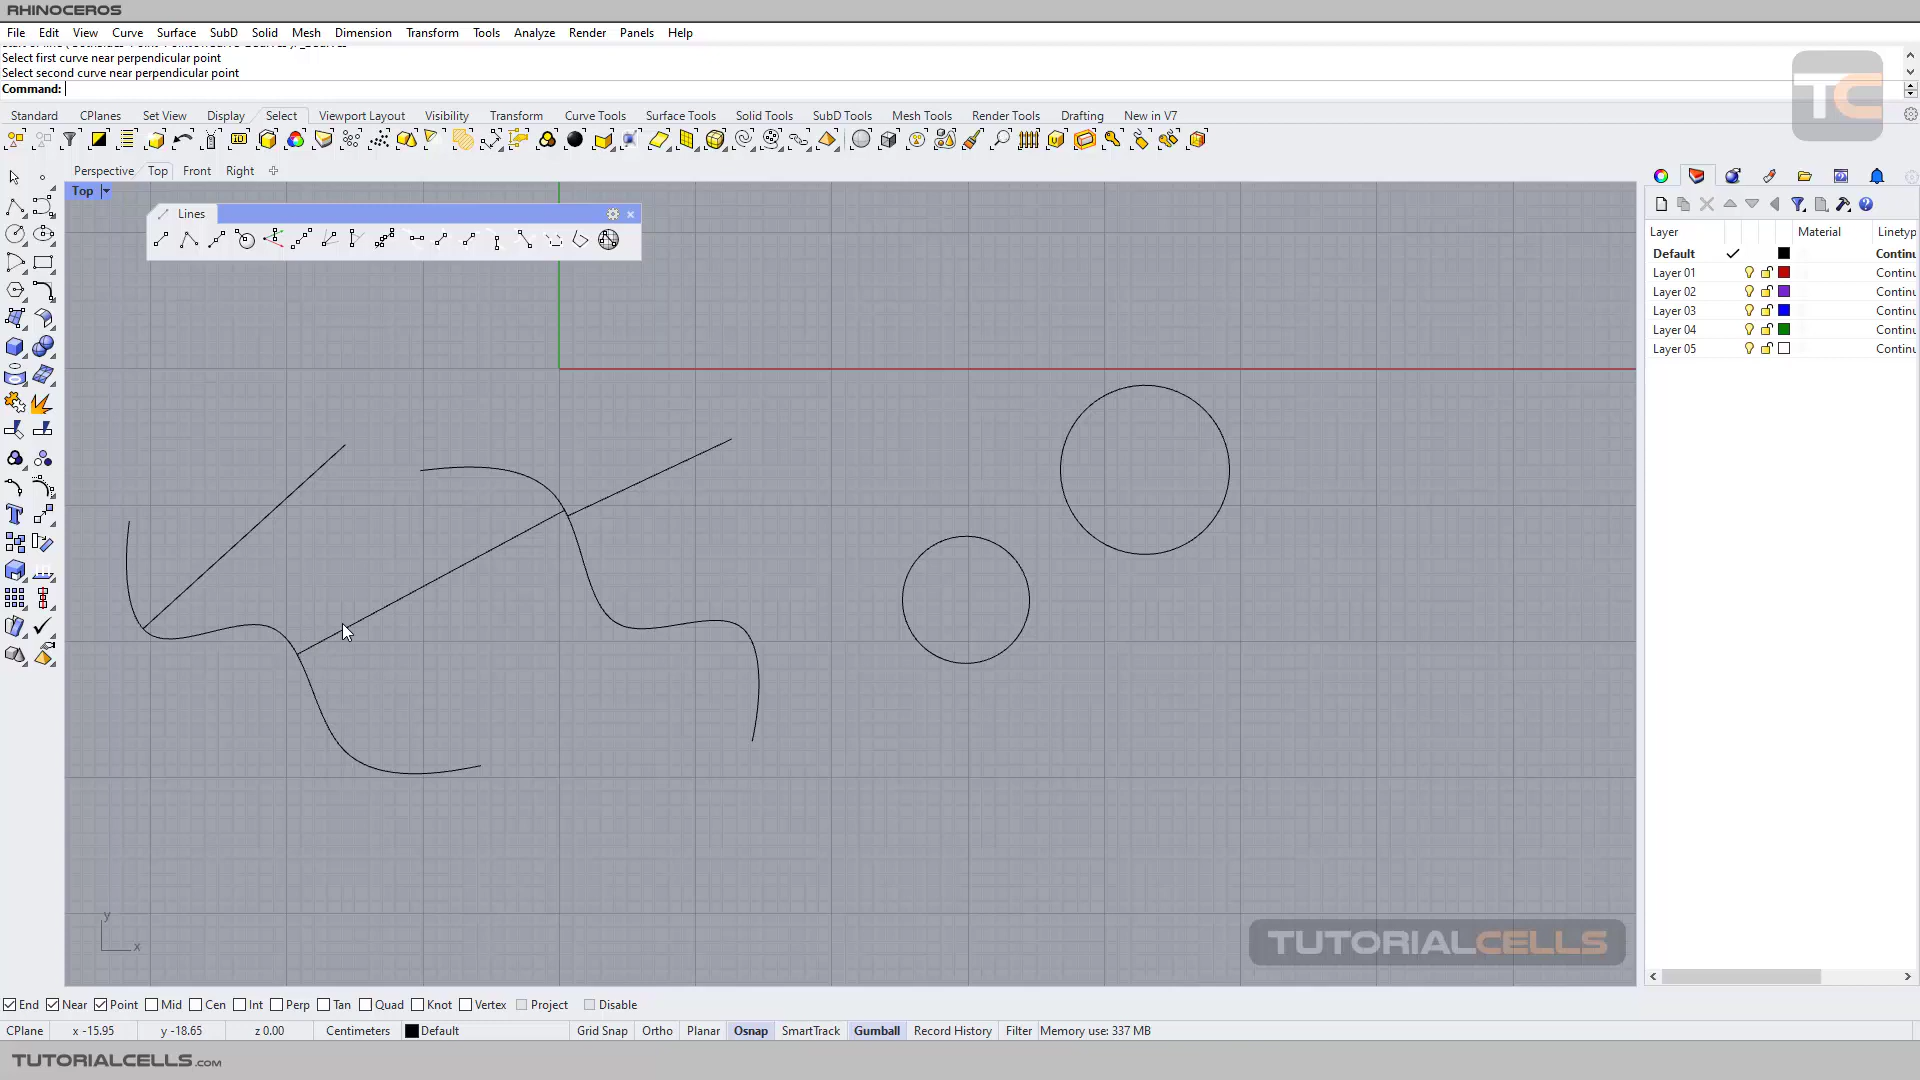 RHINOCEROS
File Edit View Curve Surface SubD Solid Mesh Dimension Transform Tools Analyze Render Panels Help
Select first curve near perpendicular point
Select second curve near perpendicular point
Command:
TC
Standard CPlanes Set View Display Select Viewport Layout Visibility Transform Curve Tools Surface Tools Solid Tools SubD Tools Mesh Tools Render Tools Drafting New in V7
Perspective Top Front Right
Top
Lines
Layer Material Linetyp
Default Continu
Layer 01 Continu
Layer 02 Continu
Layer 03 Continu
Layer 04 Continu
Layer 05 Continu
y
x
TUTORIALCELLS
End Near Point Mid Cen Int Perp Tan Quad Knot Vertex Project Disable
CPlane x -15.95 y -18.65 z 0.00 Centimeters Default Grid Snap Ortho Planar Osnap SmartTrack Gumball Record History Filter Memory use: 337 MB
TUTORIALCELLS.COM